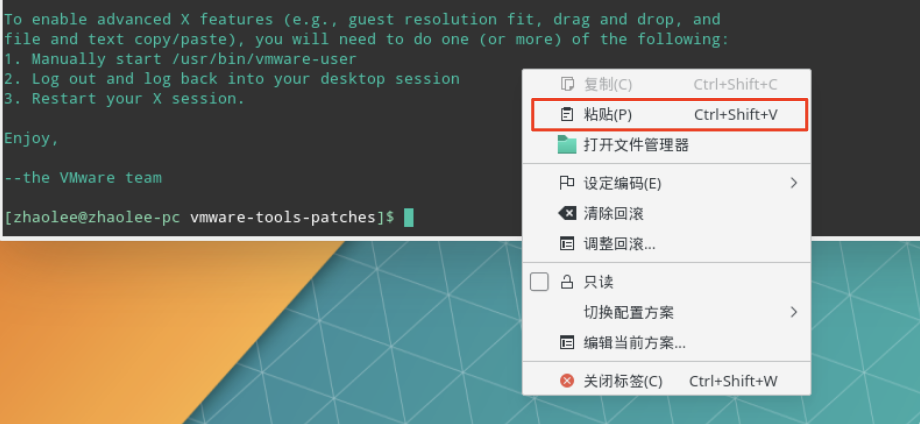 To enable advanced X features (e.g., guest resolution fit, drag and drop, and
file and text copy/paste), you will need to do one (or more) of the following:
1. Manually start /usr/bin/vmware-user
2. Log out and log back into your desktop session
3. Restart your X session.
Enjoy,
--the VMware team
[zhaolee@zhaolee-pc vmware-tools-patches]$
复制(C) Ctrl+Shift+C
粘贴(P) Ctrl+Shift+V
打开文件管理器
设定编码(E)
清除回滚
调整回滚...
只读
切换配置方案
编辑当前方案...
关闭标签(C) Ctrl+Shift+W